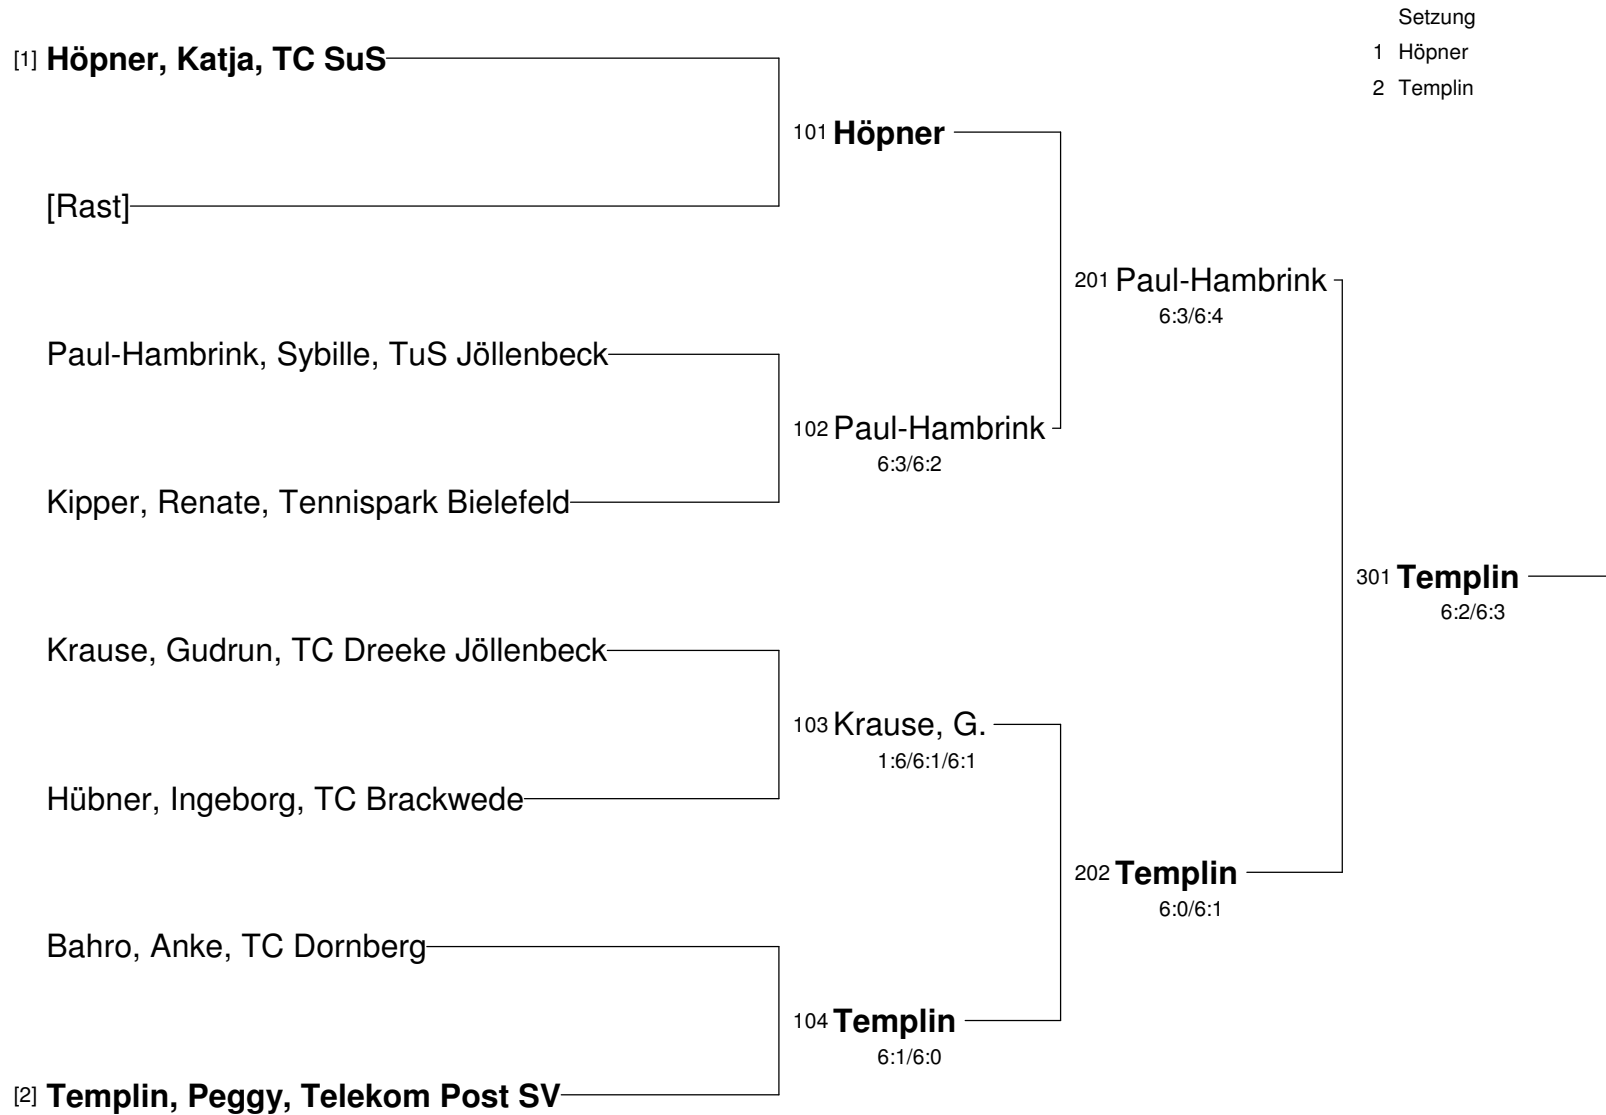 Setzung
1 Höpner
2 Templin
[1] Höpner, Katja, TC SuS
101 Höpner
[Rast]
201 Paul-Hambrink
6:3/6:4
Paul-Hambrink, Sybille, TuS Jöllenbeck
102 Paul-Hambrink
6:3/6:2
Kipper, Renate, Tennispark Bielefeld
301 Templin
6:2/6:3
Krause, Gudrun, TC Dreeke Jöllenbeck
103 Krause, G.
1:6/6:1/6:1
Hübner, Ingeborg, TC Brackwede
202 Templin
6:0/6:1
Bahro, Anke, TC Dornberg
104 Templin
6:1/6:0
[2] Templin, Peggy, Telekom Post SV